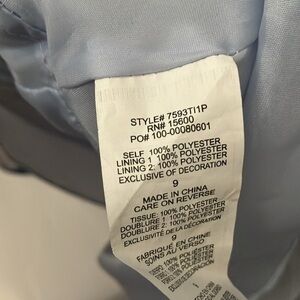 STYLE# 7593TI1P
RN# 15600
PO# 100-00080601
SELF 100% POLYESTER
LINING 1 100% POLYESTER
LINING 2: 100% POLYESTER
EXCLUSIVE OF DECORATION
9
MADE IN CHINA
CARE ON REVERSE
TISSUE: 100% POLYESTER
DOUBLURE 1: 100% POLYESTER
DOUBLURE 2: 100% POLYESTER
EXCLUSIVITÉ DE LA DÉCORATION
9
FABRIQUÉ EN CHINE
SOINS AU VERSO